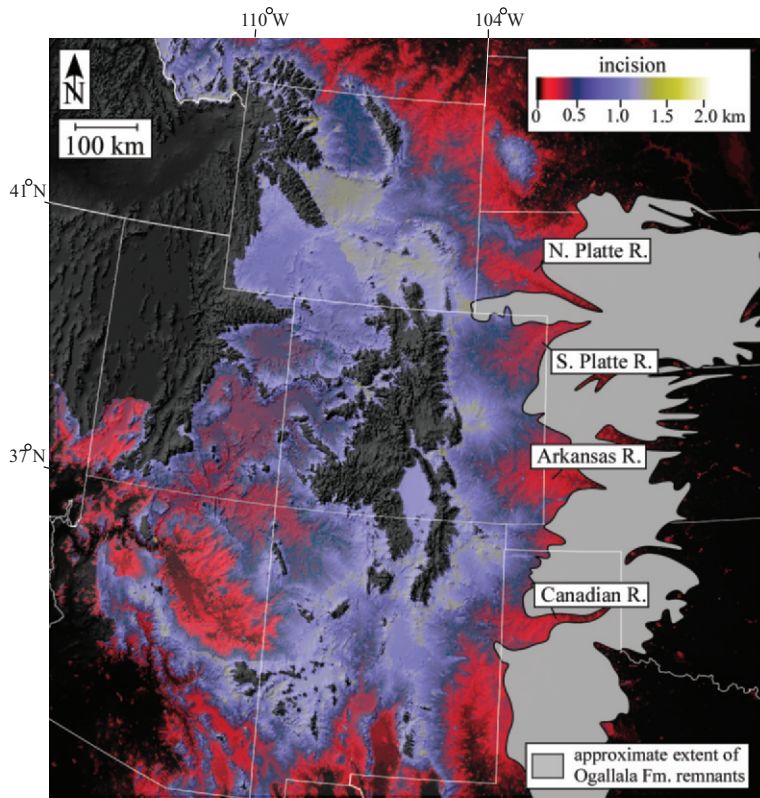 110°W
104°W
N
100 km
incision
0
0.5
1.0
1.5
2.0 km
41°N
N. Platte R.
S. Platte R.
37°N
Arkansas R.
Canadian R.
approximate extent of
Ogallala Fm. remnants